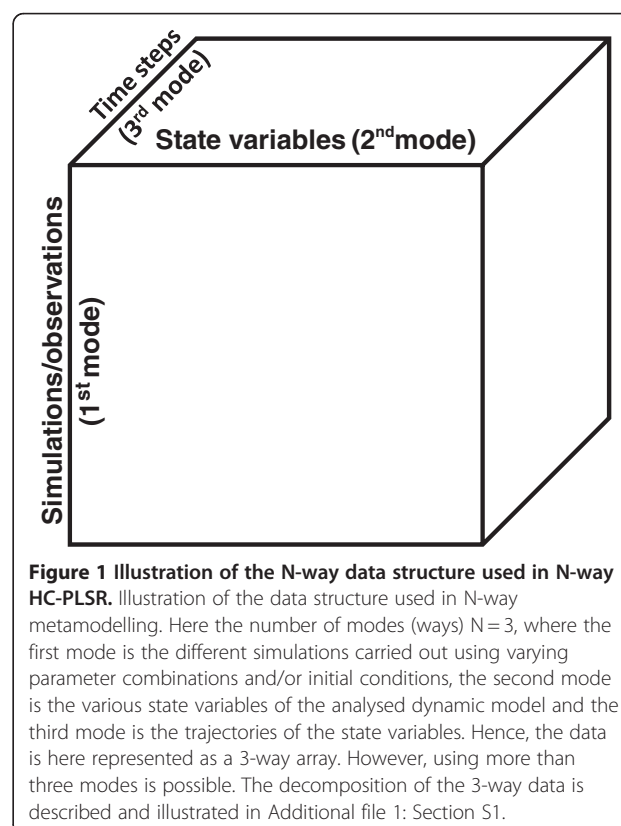 Time steps
(3rd mode)
State variables (2nd mode)
Simulations/observations
(1st mode)
Figure 1 Illustration of the N-way data structure used in N-way
HC-PLSR. Illustration of the data structure used in N-way
metamodelling. Here the number of modes (ways) N = 3, where the
first mode is the different simulations carried out using varying
parameter combinations and/or initial conditions, the second mode
is the various state variables of the analysed dynamic model and the
third mode is the trajectories of the state variables. Hence, the data
is here represented as a 3-way array. However, using more than
three modes is possible. The decomposition of the 3-way data is
described and illustrated in Additional file 1: Section S1.